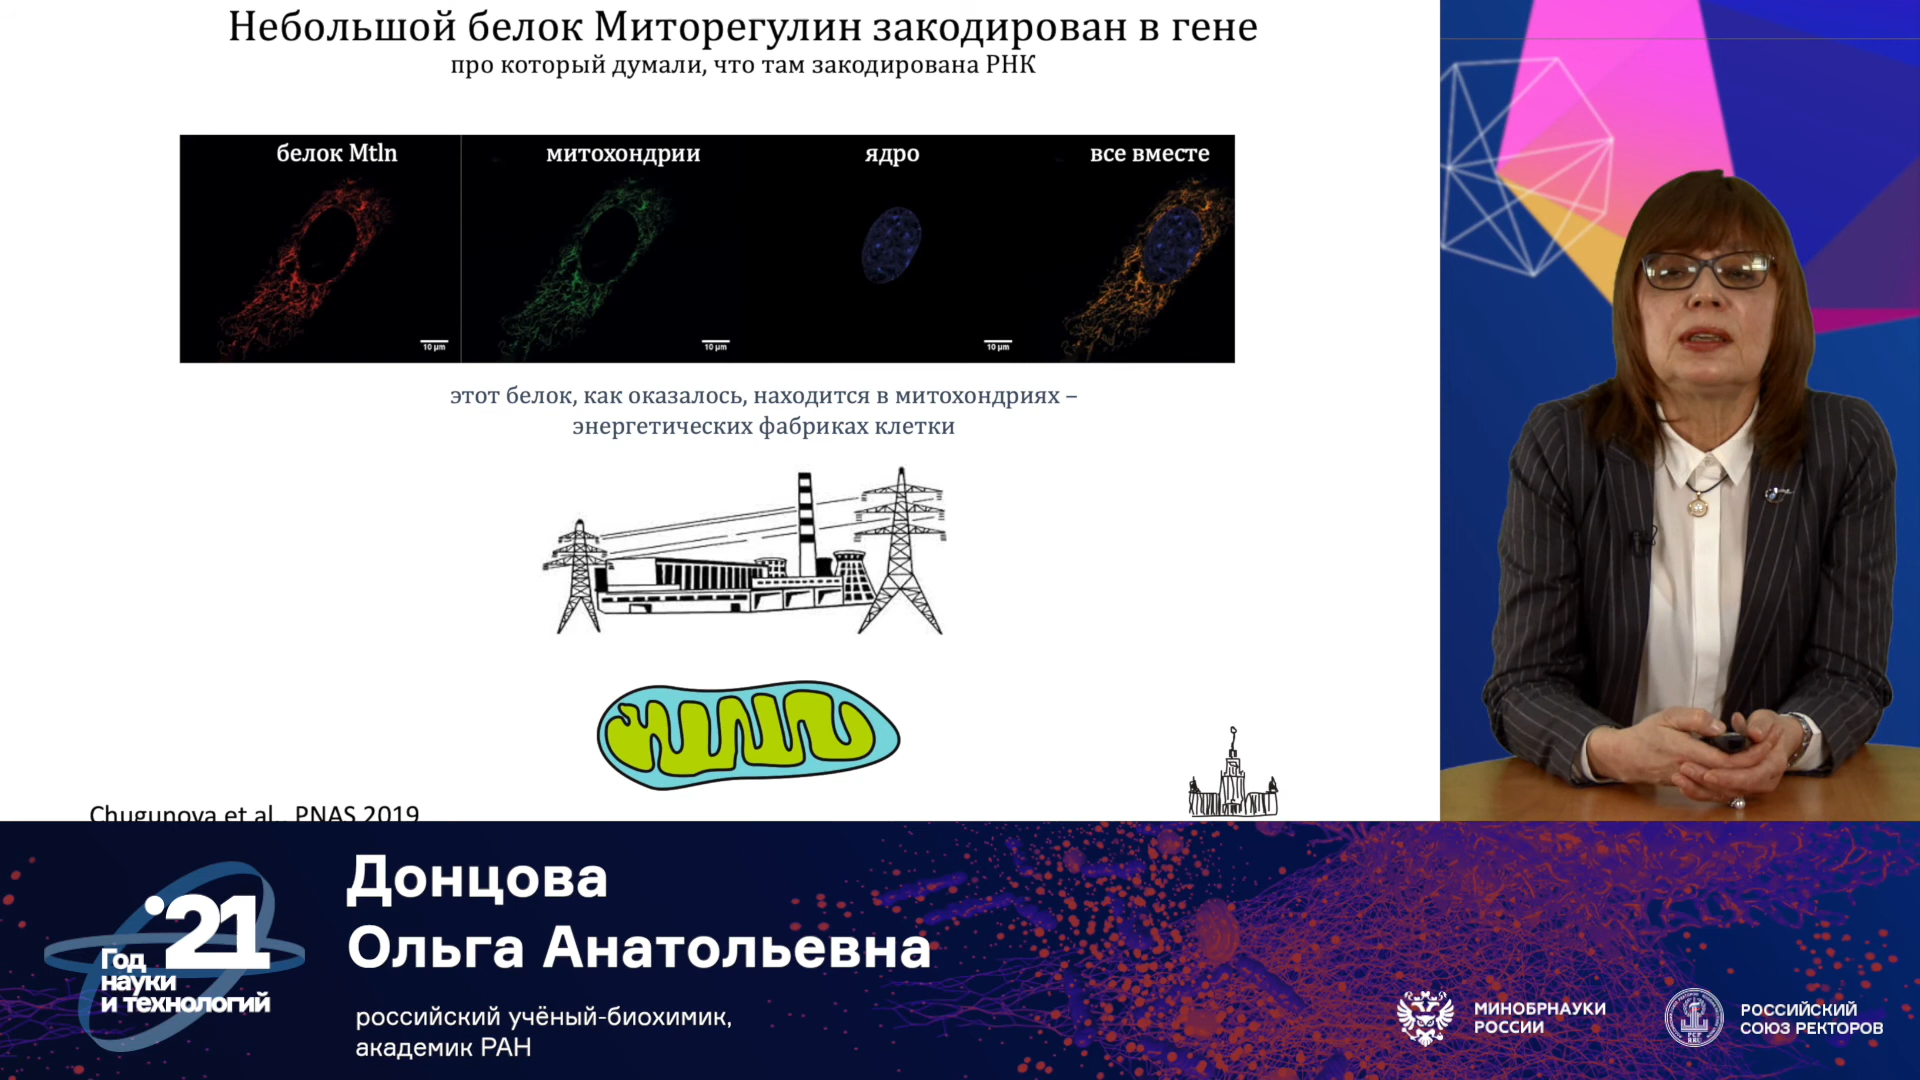 Небольшой белок Миторегулин закодирован в гене
про который думали, что там закодирована РНК
белок Mtln
митохондрии
ядро
все вместе
10 µm
10 µm
10 µm
этот белок, как оказалось, находится в митохондриях –
энергетических фабриках клетки
Chugunova et al., PNAS 2019
21
Год
науки
и технологий
Донцова
Ольга Анатольевна
российский учёный-биохимик,
академик РАН
МИНОБРНАУКИ
РОССИИ
РОССИЙСКИЙ
СОЮЗ РЕКТОРОВ